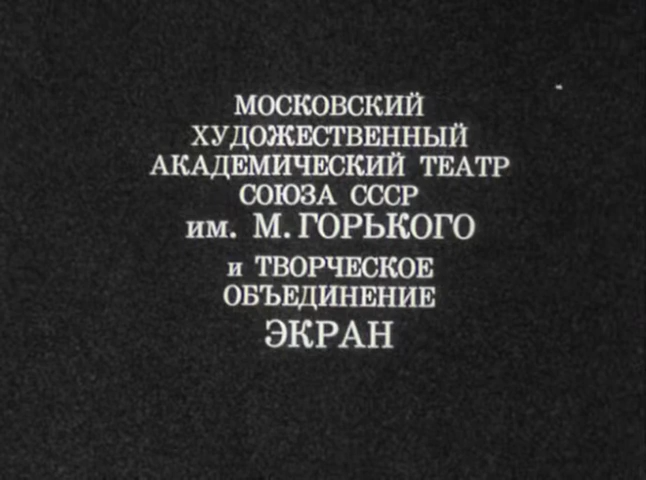 МОСКОВСКИЙ
ХУДОЖЕСТВЕННЫЙ
АКАДЕМИЧЕСКИЙ ТЕАТР
СОЮЗА СССР
им. М. ГОРЬКОГО
и ТВОРЧЕСКОЕ
ОБЪЕДИНЕНИЕ
ЭКРАН